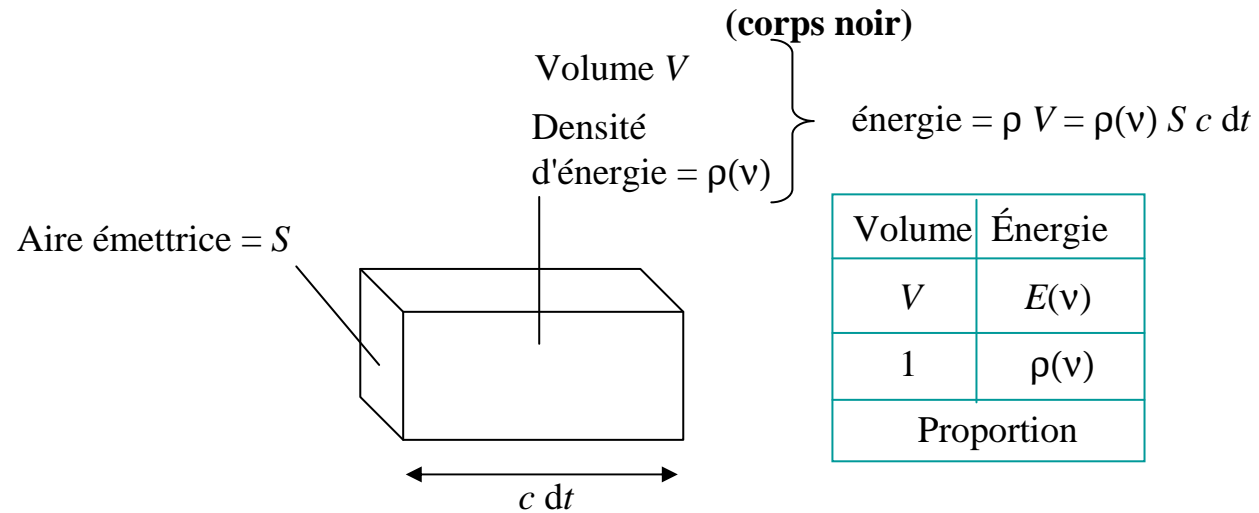 (corps noir)
Volume V
Densité
d'énergie = ρ(ν)
énergie = ρ V = ρ(ν) S c dt
Aire émettrice = S
Volume Énergie
V E(ν)
1 ρ(ν)
Proportion
c dt